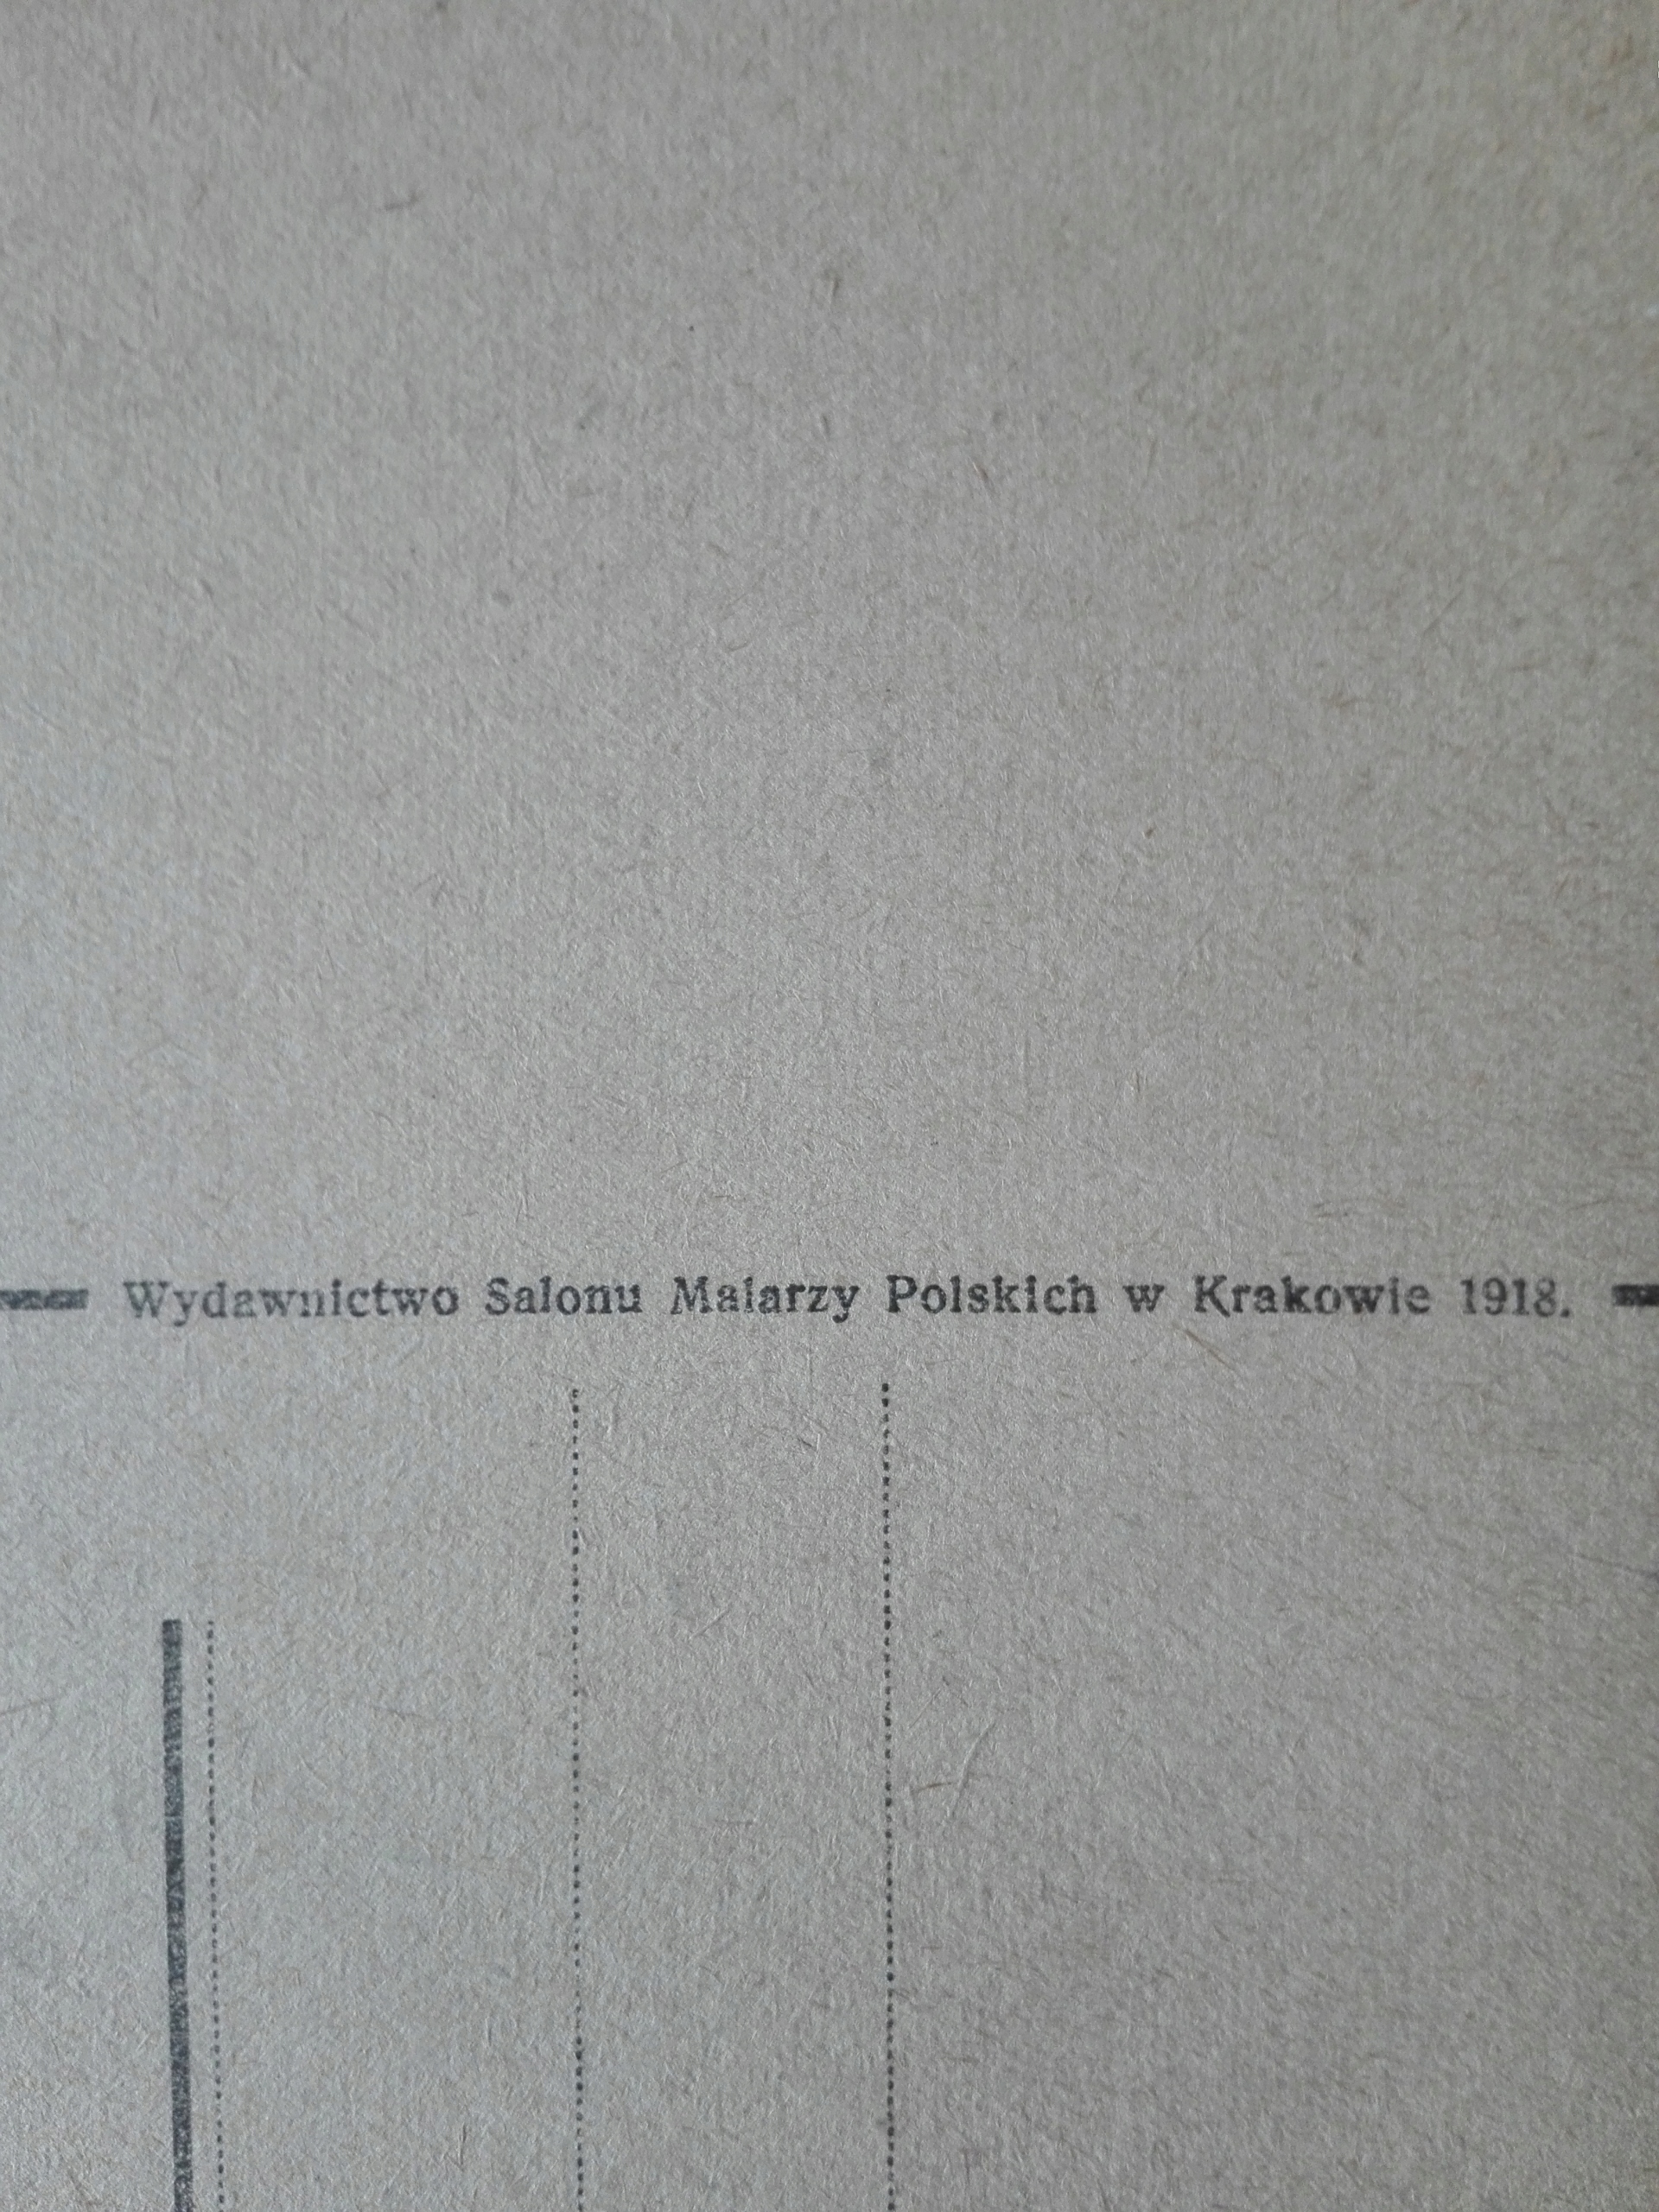 Wydawnictwo Salonu Malarzy Polskich w Krakowie 1918.